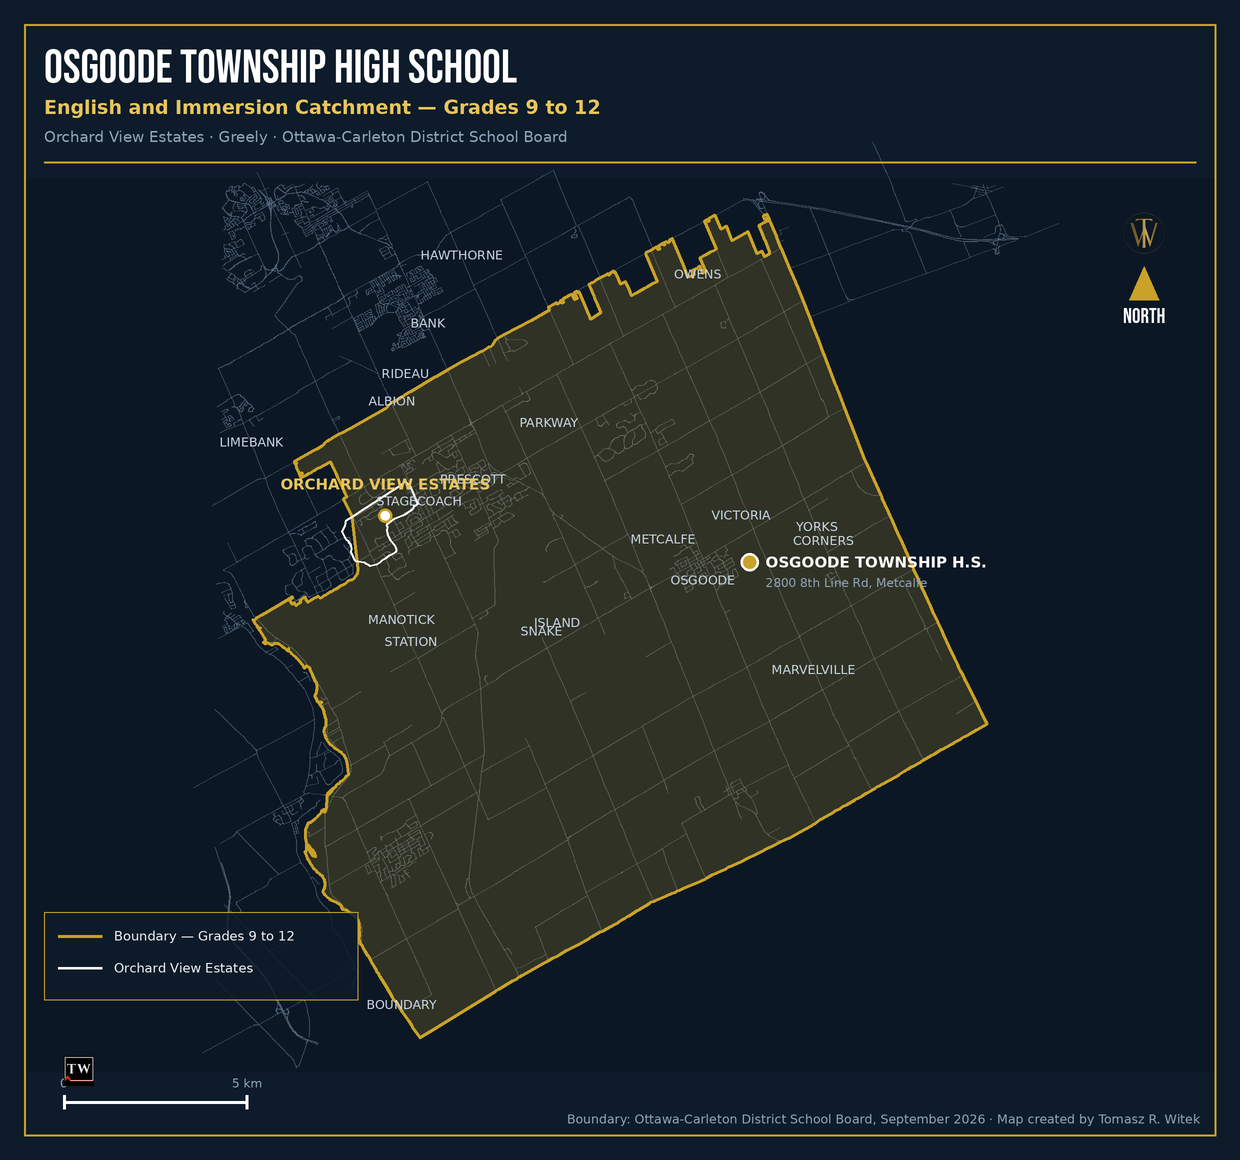 OSGOODE TOWNSHIP HIGH SCHOOL
English and Immersion Catchment — Grades 9 to 12
Orchard View Estates · Greely · Ottawa-Carleton District School Board
HAWTHORNE
OWENS
NORTH
BANK
RIDEAU
ALBION
PARKWAY
LIMEBANK
PRESCOTT
ORCHARD VIEW ESTATES
STAGECOACH
VICTORIA
YORKS
CORNERS
METCALFE
OSGOODE TOWNSHIP H.S.
OSGOODE
2800 8th Line Rd, Metcalfe
MANOTICK
STATION
ISLAND
SNAKE
MARVELVILLE
Boundary — Grades 9 to 12
Orchard View Estates
BOUNDARY
TW
0
5 km
Boundary: Ottawa-Carleton District School Board, September 2026 · Map created by Tomasz R. Witek